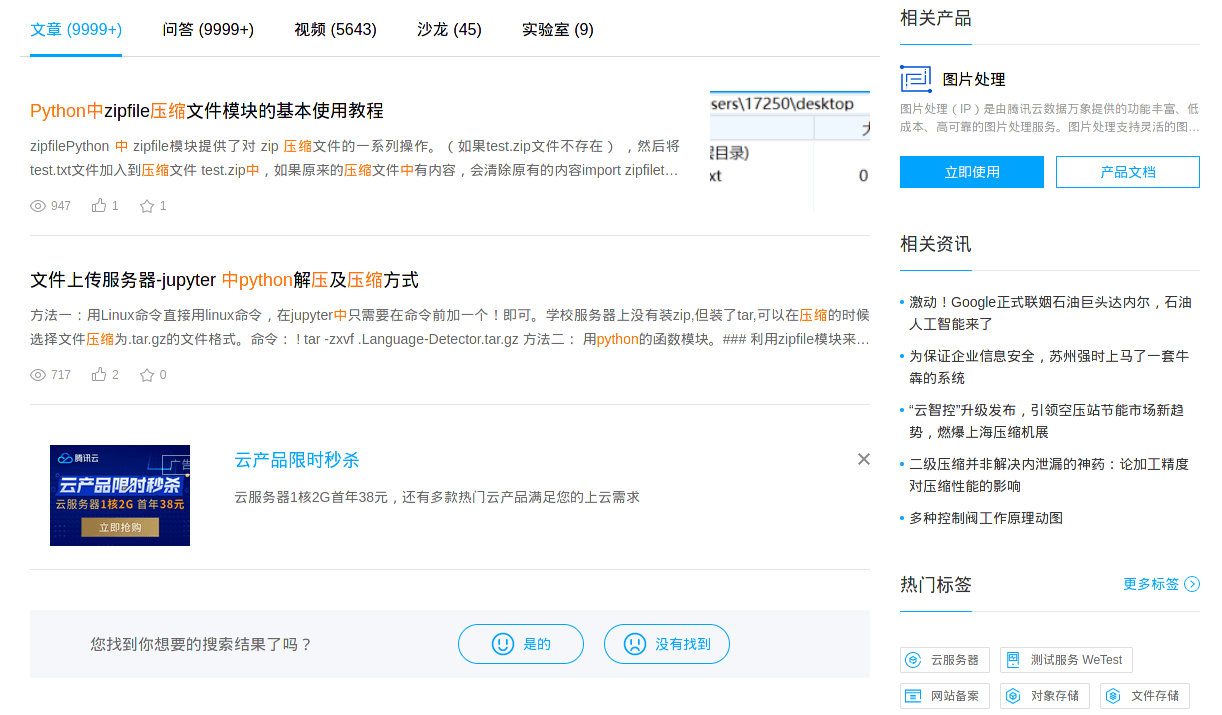 文章 (9999+)
问答 (9999+)
视频 (5643)
沙龙 (45)
实验室 (9)
Python中zipfile压缩文件模块的基本使用教程
zipfilePython 中 zipfile模块提供了对 zip 压缩文件的一系列操作。（如果test.zip文件不存在），然后将
test.txt文件加入到压缩文件 test.zip中，如果原来的压缩文件中有内容，会清除原有的内容import zipfilet…
947
1
1
sers\17250\desktop
目录)
xt
0
文件上传服务器-jupyter 中python解压及压缩方式
方法一：用Linux命令直接用linux命令，在jupyter中只需要在命令前加一个！即可。学校服务器上没有装zip,但装了tar,可以在压缩的时候
选择文件压缩为.tar.gz的文件格式。命令： ! tar -zxvf .Language-Detector.tar.gz 方法二： 用python的函数模块。### 利用zipfile模块来…
717
2
0
腾讯云
广告
云产品限时秒杀
云服务器1核2G 首年38元
立即抢购
云产品限时秒杀
云服务器1核2G首年38元，还有多款热门云产品满足您的上云需求
您找到你想要的搜索结果了吗？
是的
没有找到
相关产品
图片处理
图片处理（IP）是由腾讯云数据万象提供的功能丰富、低
成本、高可靠的图片处理服务。图片处理支持灵活的图…
立即使用
产品文档
相关资讯
激动！Google正式联姻石油巨头达内尔，石油
人工智能来了
为保证企业信息安全，苏州强时上马了一套牛
犇的系统
“云智控”升级发布，引领空压站节能市场新趋
势，燃爆上海压缩机展
二级压缩并非解决内泄漏的神药：论加工精度
对压缩性能的影响
多种控制阀工作原理动图
热门标签
更多标签
云服务器
测试服务 WeTest
网站备案
对象存储
文件存储